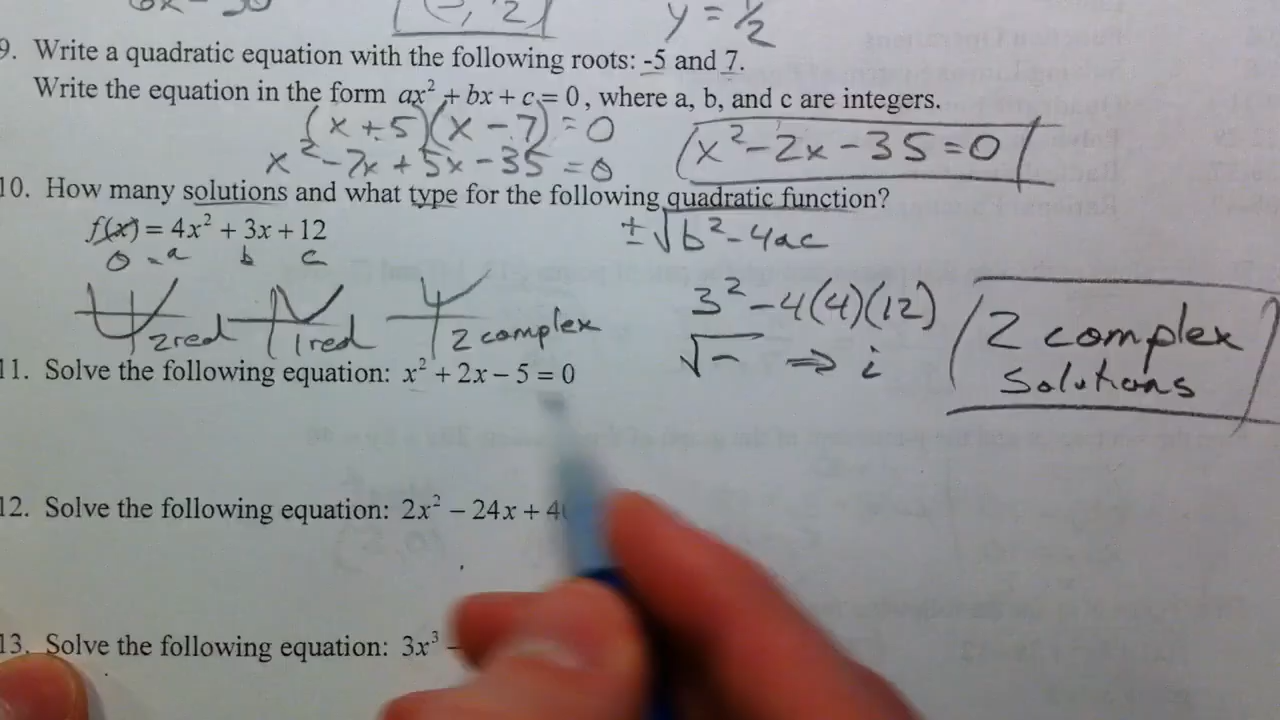 y = 1/2
9. Write a quadratic equation with the following roots: -5 and 7.
Write the equation in the form ax² + bx + c = 0, where a, b, and c are integers.
(x + 5)(x - 7) = 0
x² - 7x + 5x - 35 = 0
x² - 2x - 35 = 0
10. How many solutions and what type for the following quadratic function?
f(x) = 4x² + 3x + 12
0 = a b c
± √b² - 4ac
3² - 4(4)(12)
√- ⇒ i
2 complex
solutions
2 real 1 real 2 complex
11. Solve the following equation: x² + 2x − 5 = 0
12. Solve the following equation: 2x² − 24x + 4
13. Solve the following equation: 3x³ −